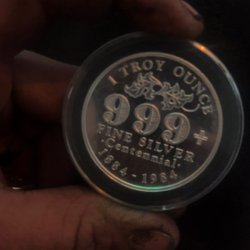 1 TROY OUNCE
999+
FINE SILVER
"Centennial"
1884-1984